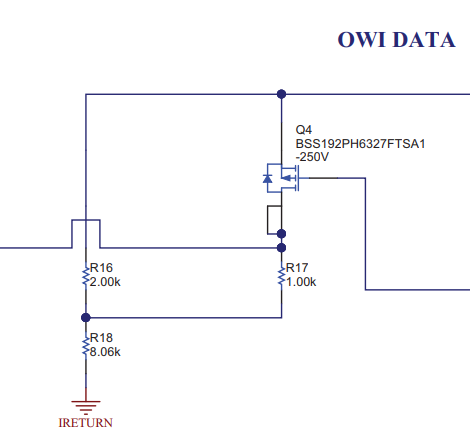 OWI DATA
Q4
BSS192PH6327FTSA1
-250V
R16
2.00k
R17
1.00k
R18
8.06k
IRETURN